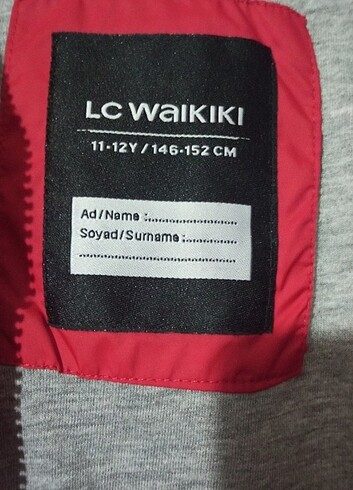 LC WAIKIKI
11-12Y / 146-152 CM
Ad/Name :....................
Soyad/Surname :............
..............................